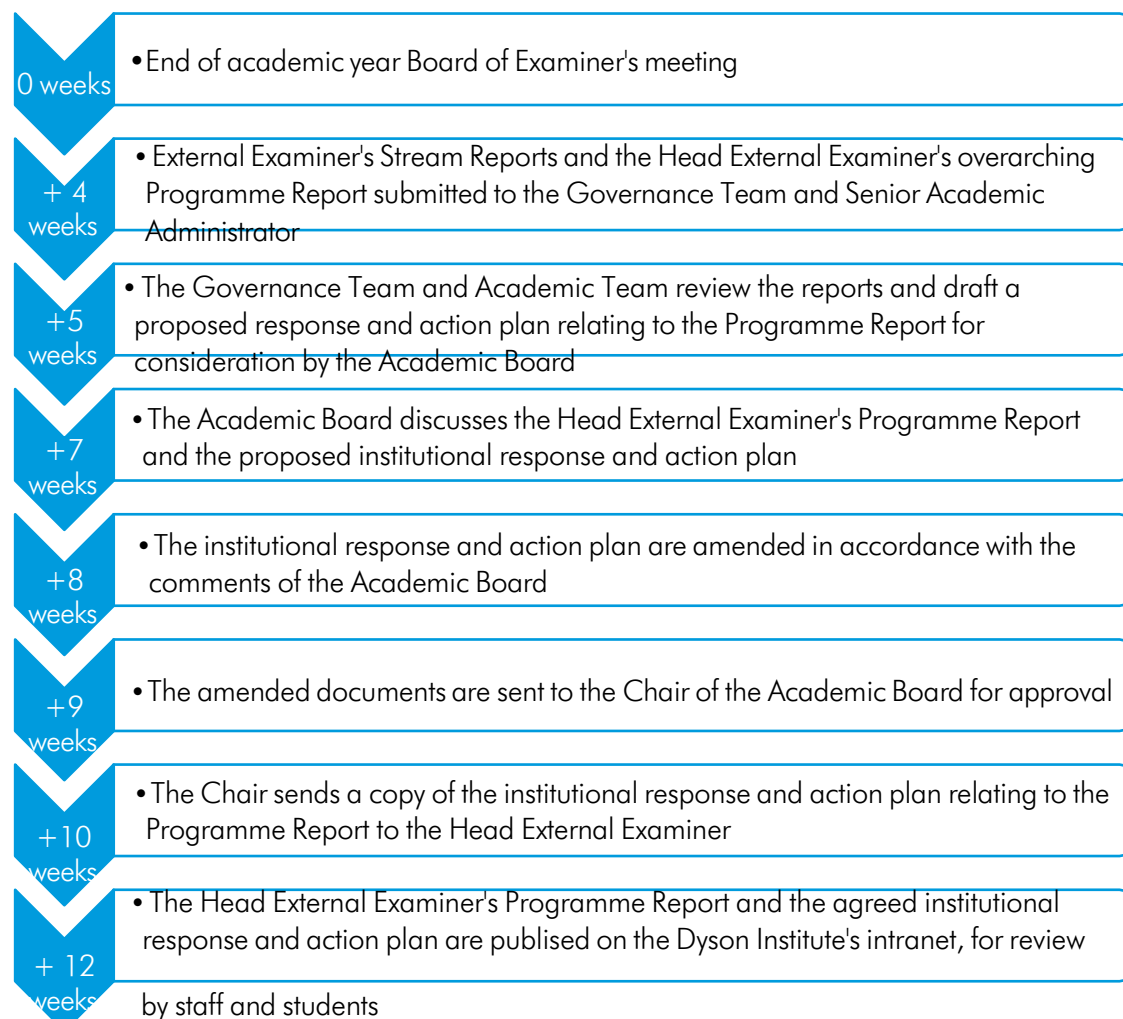 0 weeks
•End of academic year Board of Examiner's meeting
+ 4
weeks
•External Examiner's Stream Reports and the Head External Examiner's overarching
Programme Report submitted to the Governance Team and Senior Academic
Administrator
+5
weeks
• The Governance Team and Academic Team review the reports and draft a
proposed response and action plan relating to the Programme Report for
consideration by the Academic Board
+7
weeks
•The Academic Board discusses the Head External Examiner's Programme Report
and the proposed institutional response and action plan
+8
weeks
•The institutional response and action plan are amended in accordance with the
comments of the Academic Board
+9
weeks
•The amended documents are sent to the Chair of the Academic Board for approval
+10
weeks
•The Chair sends a copy of the institutional response and action plan relating to the
Programme Report to the Head External Examiner
+ 12
weeks
•The Head External Examiner's Programme Report and the agreed institutional
response and action plan are publised on the Dyson Institute's intranet, for review
by staff and students